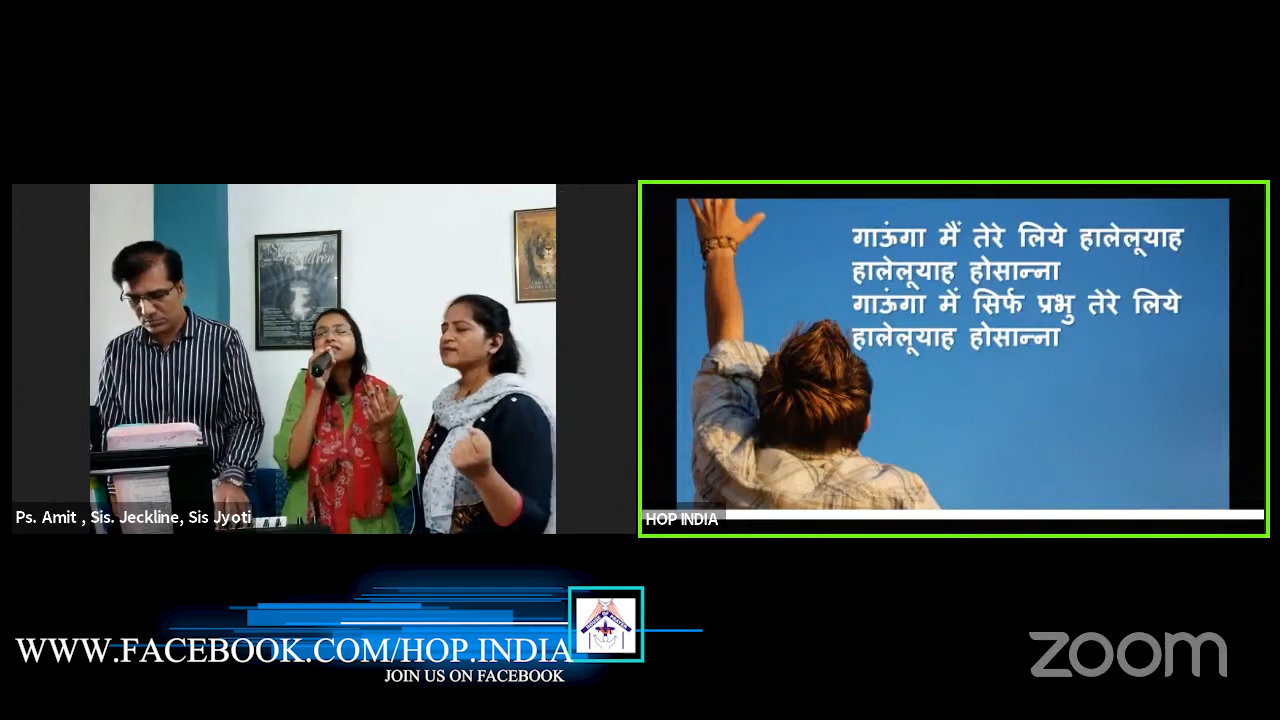 Ps. Amit , Sis. Jeckline, Sis Jyoti
गाऊंगा मैं तेरे लिये हालेलूयाह
हालेलूयाह होसान्ना
गाऊंगा में सिर्फ प्रभु तेरे लिये
हालेलूयाह होसान्ना
HOP INDIA
WWW.FACEBOOK.COM/HOP.INDIA
JOIN US ON FACEBOOK
zoom